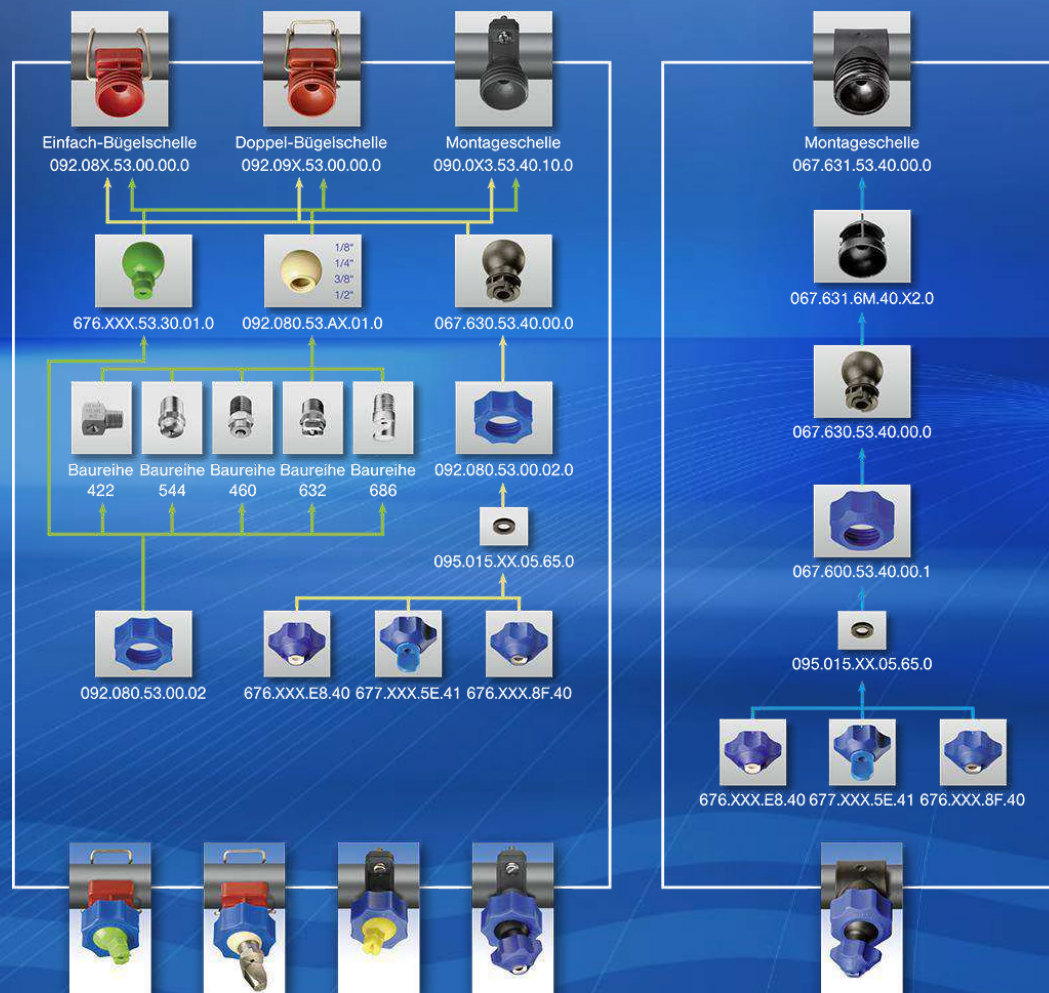 Einfach-Bügelschelle
092.08X.53.00.00.0
Doppel-Bügelschelle
092.09X.53.00.00.0
Montageschelle
090.0X3.53.40.10.0
676.XXX.53.30.01.0
1/8"
1/4"
3/8"
1/2"
092.080.53.AX.01.0
067.630.53.40.00.0
Baureihe
422
Baureihe
544
Baureihe
460
Baureihe
632
Baureihe
686
092.080.53.00.02.0
095.015.XX.05.65.0
092.080.53.00.02
676.XXX.E8.40
677.XXX.5E.41
676.XXX.8F.40
Montageschelle
067.631.53.40.00.0
067.631.6M.40.X2.0
067.630.53.40.00.0
067.600.53.40.00.1
095.015.XX.05.65.0
676.XXX.E8.40
677.XXX.5E.41
676.XXX.8F.40